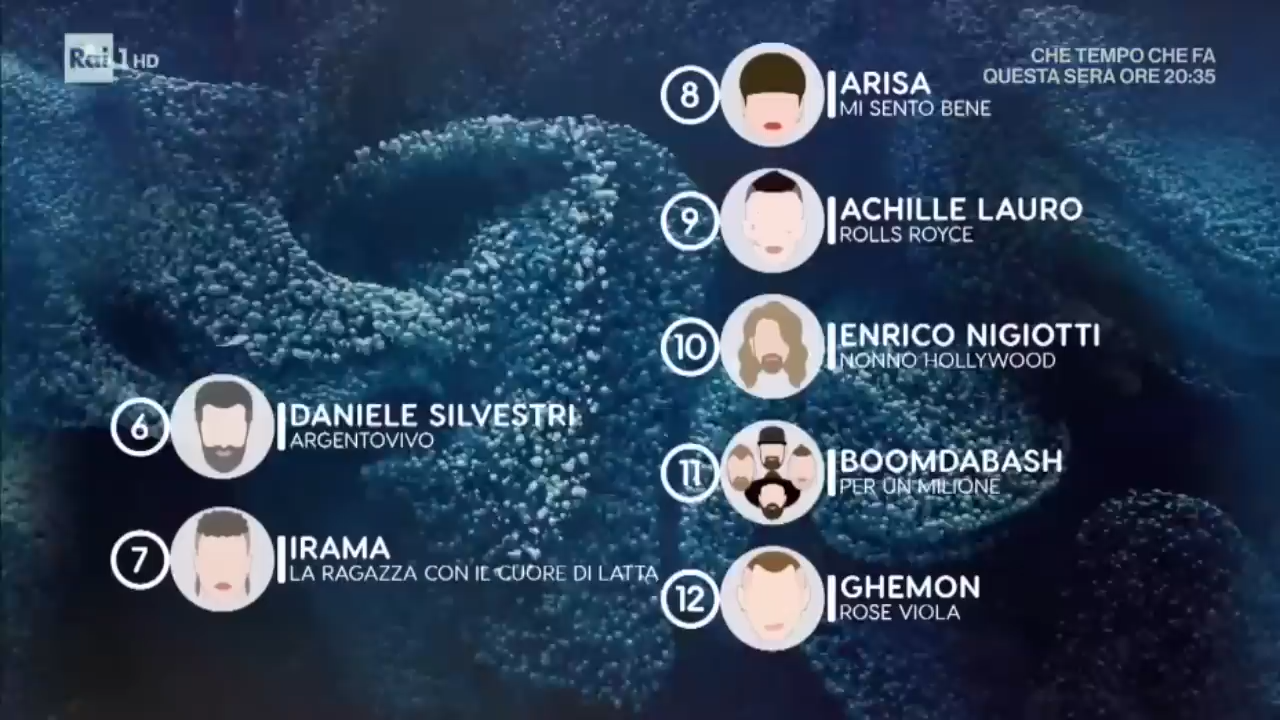 Rai 1 HD
CHE TEMPO CHE FA
QUESTA SERA ORE 20:35
6
DANIELE SILVESTRI
ARGENTOVIVO
7
IRAMA
LA RAGAZZA CON IL CUORE DI LATTA
8
ARISA
MI SENTO BENE
9
ACHILLE LAURO
ROLLS ROYCE
10
ENRICO NIGIOTTI
NONNO HOLLYWOOD
11
BOOMDABASH
PER UN MILIONE
12
GHEMON
ROSE VIOLA